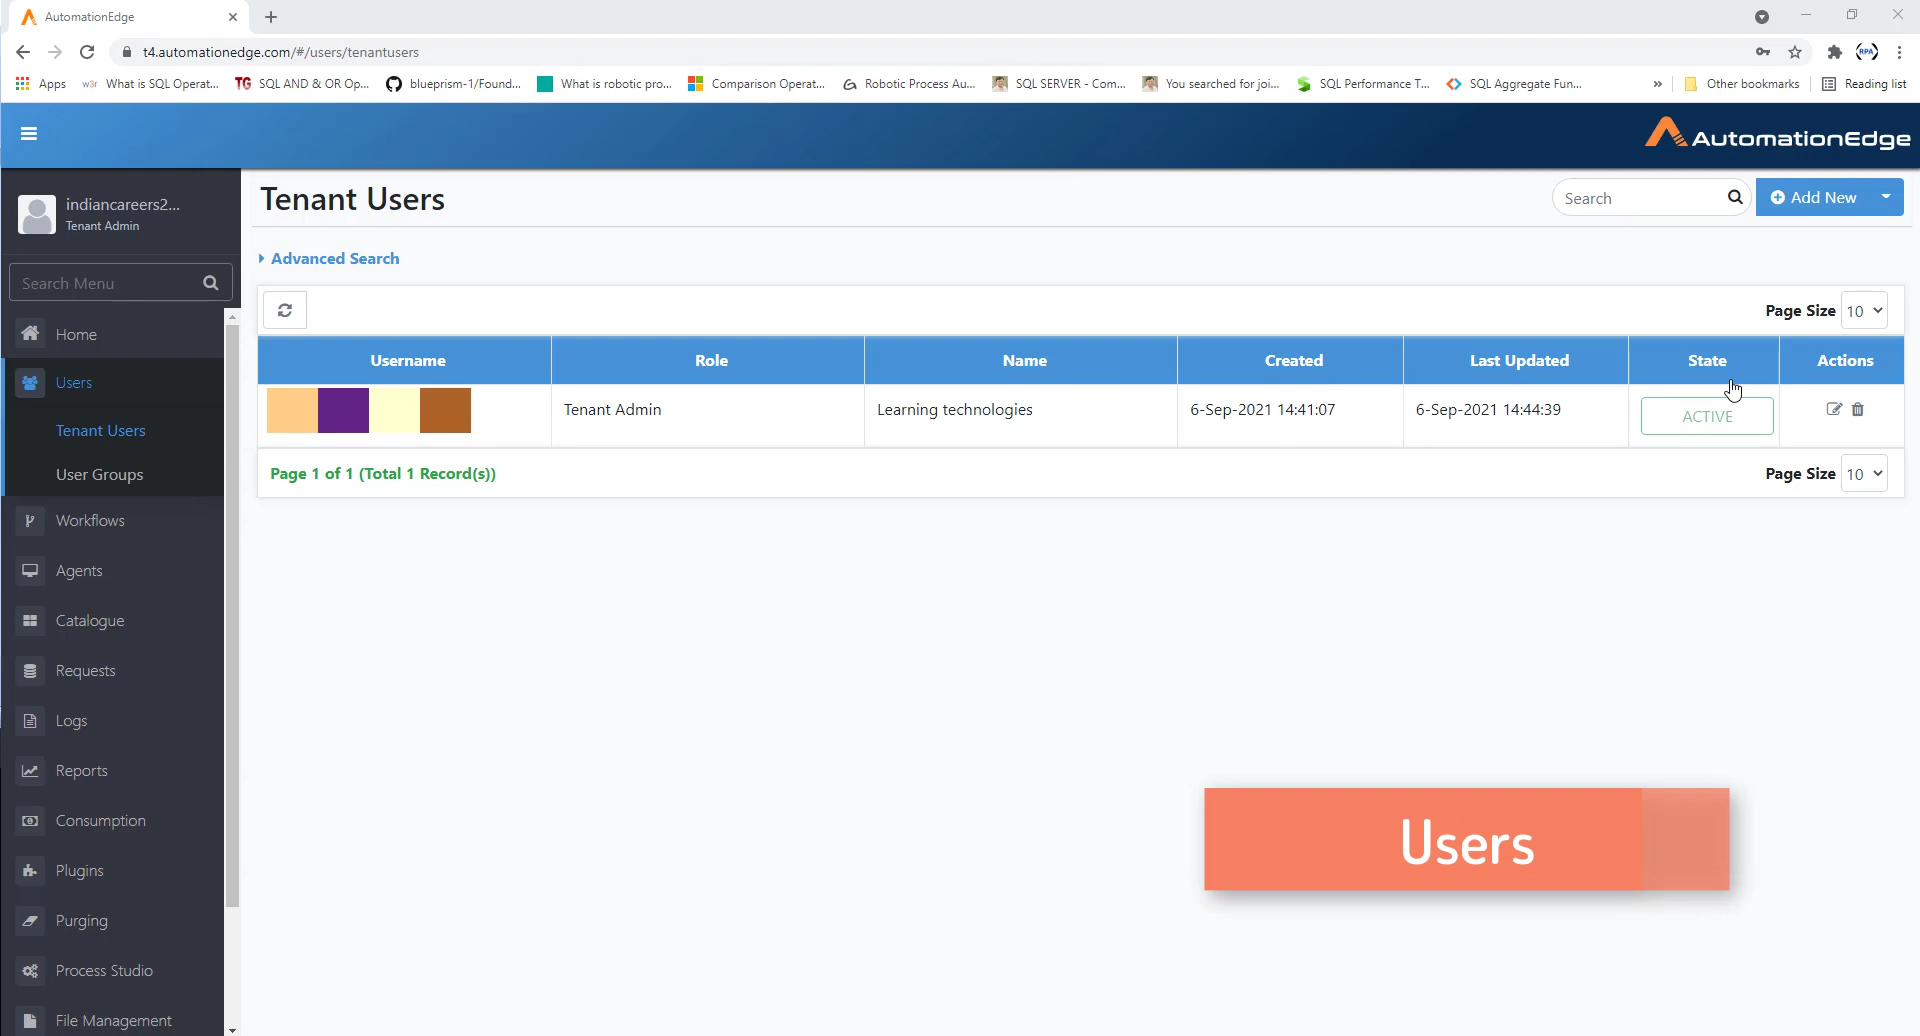 AutomationEdge
t4.automationedge.com/#/users/tenantusers
Apps
w3r What is SQL Operat...
TG SQL AND & OR Op...
blueprism-1/Found...
What is robotic pro...
Comparison Operat...
Robotic Process Au...
SQL SERVER - Com...
You searched for joi...
SQL Performance T...
SQL Aggregate Fun...
»
Other bookmarks
Reading list
AutomationEdge
indiancareers2...
Tenant Admin
Search Menu
Home
Users
Tenant Users
User Groups
Workflows
Agents
Catalogue
Requests
Logs
Reports
Consumption
Plugins
Purging
Process Studio
File Management
Tenant Users
Search
Add New
Advanced Search
Page Size 10
Username Role Name Created Last Updated State Actions
Tenant Admin Learning technologies 6-Sep-2021 14:41:07 6-Sep-2021 14:44:39 ACTIVE
Page 1 of 1 (Total 1 Record(s))
Page Size 10
Users